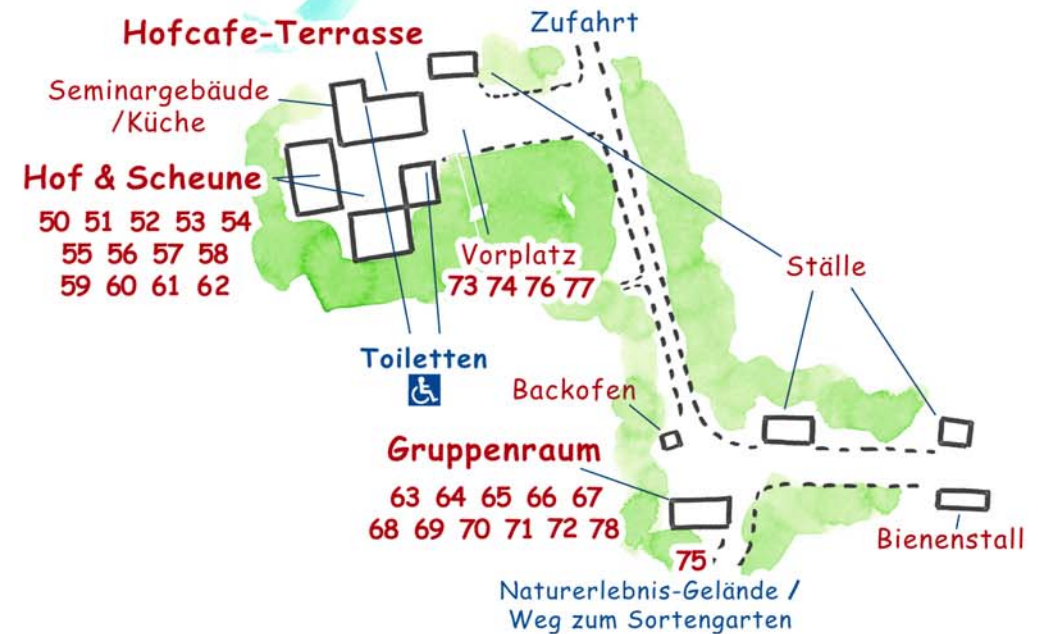 Hofcafe-Terrasse
Zufahrt
Seminargebäude
/Küche
Hof & Scheune
50 51 52 53 54
55 56 57 58
59 60 61 62
Vorplatz
73 74 76 77
Ställe
Toiletten
Backofen
Gruppenraum
63 64 65 66 67
68 69 70 71 72 78
75
Bienenstall
Naturerlebnis-Gelände /
Weg zum Sortengarten